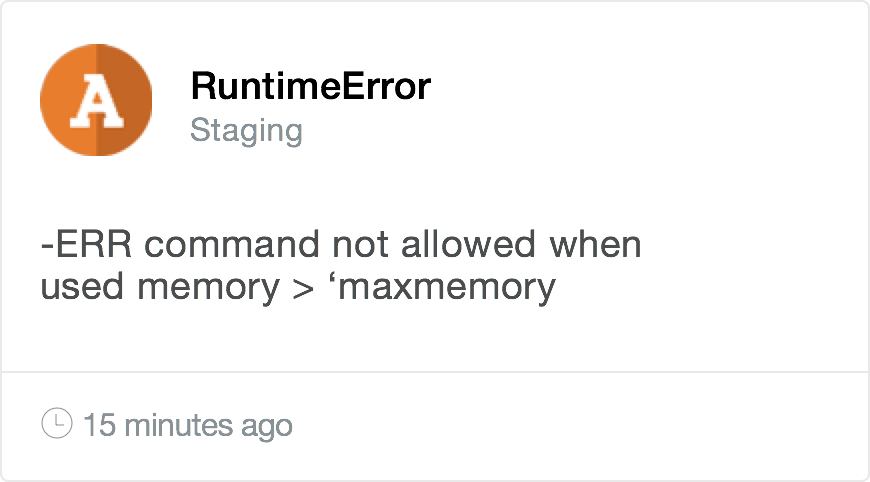 A
RuntimeError
Staging
-ERR command not allowed when
used memory > ‘maxmemory
15 minutes ago